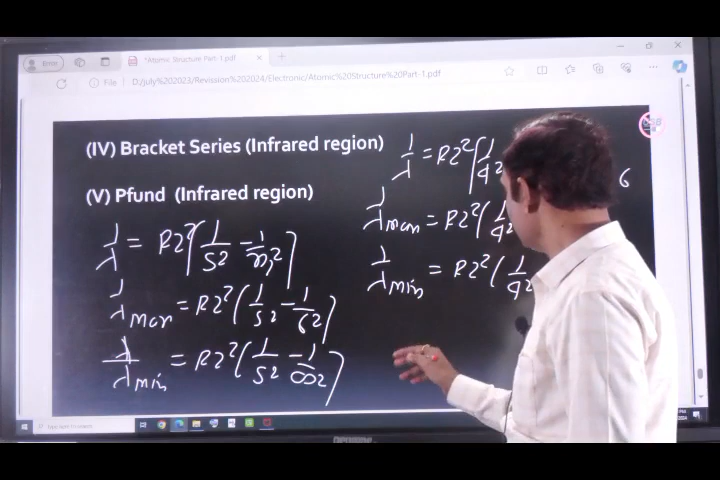 *Atomic Structure Part-1.pdf
File D:/july%202023/Revission%202024/Electronic/Atomic%20Structure%20Part-1.pdf
(IV) Bracket Series (Infrared region)
1/λ = RZ²(1/4²
6
(V) Pfund (Infrared region)
1/λmax = RZ²(1/4²
1/λ = RZ²(1/5² - 1/n₂²)
1/λmin = RZ²(1/4²
1/λmax = RZ²(1/5² - 1/6²)
1/λmin = RZ²(1/5² - 1/∞²)